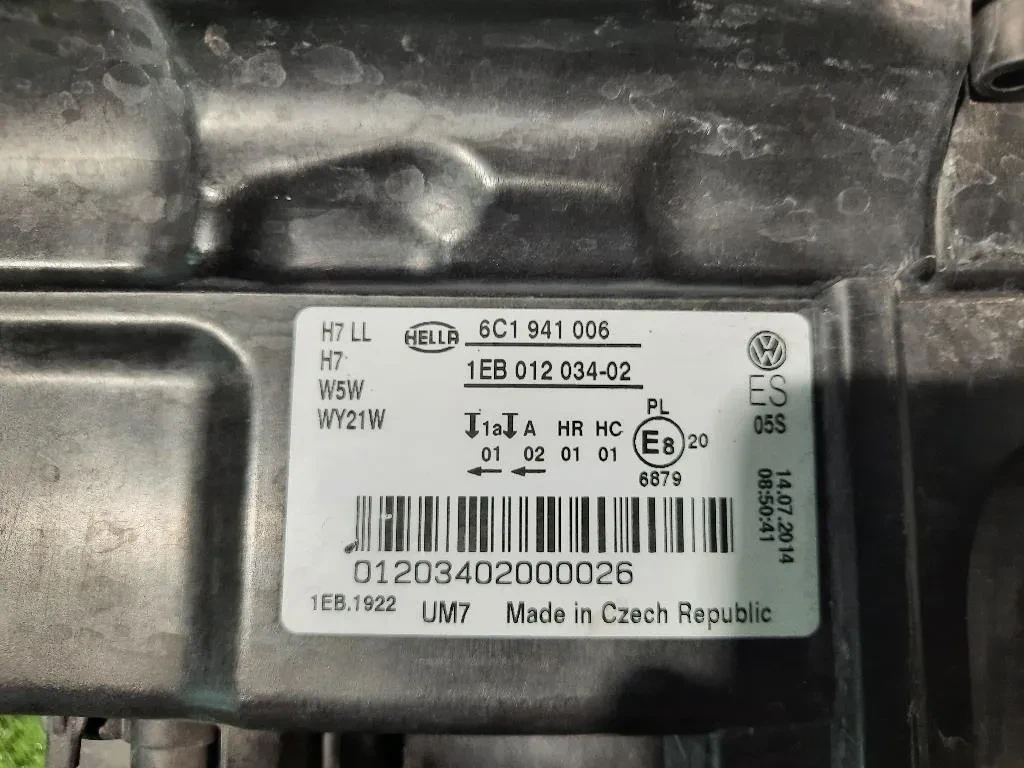 H7 LL
H7
W5W
WY21W
HELLA
6C1 941 006
1EB 012 034-02
VW
ES
05S
1a A HR HC
01 02 01 01
PL
E8 20
6879
14.07.2014
08:50:41
01203402000026
1EB.1922 UM7 Made in Czech Republic